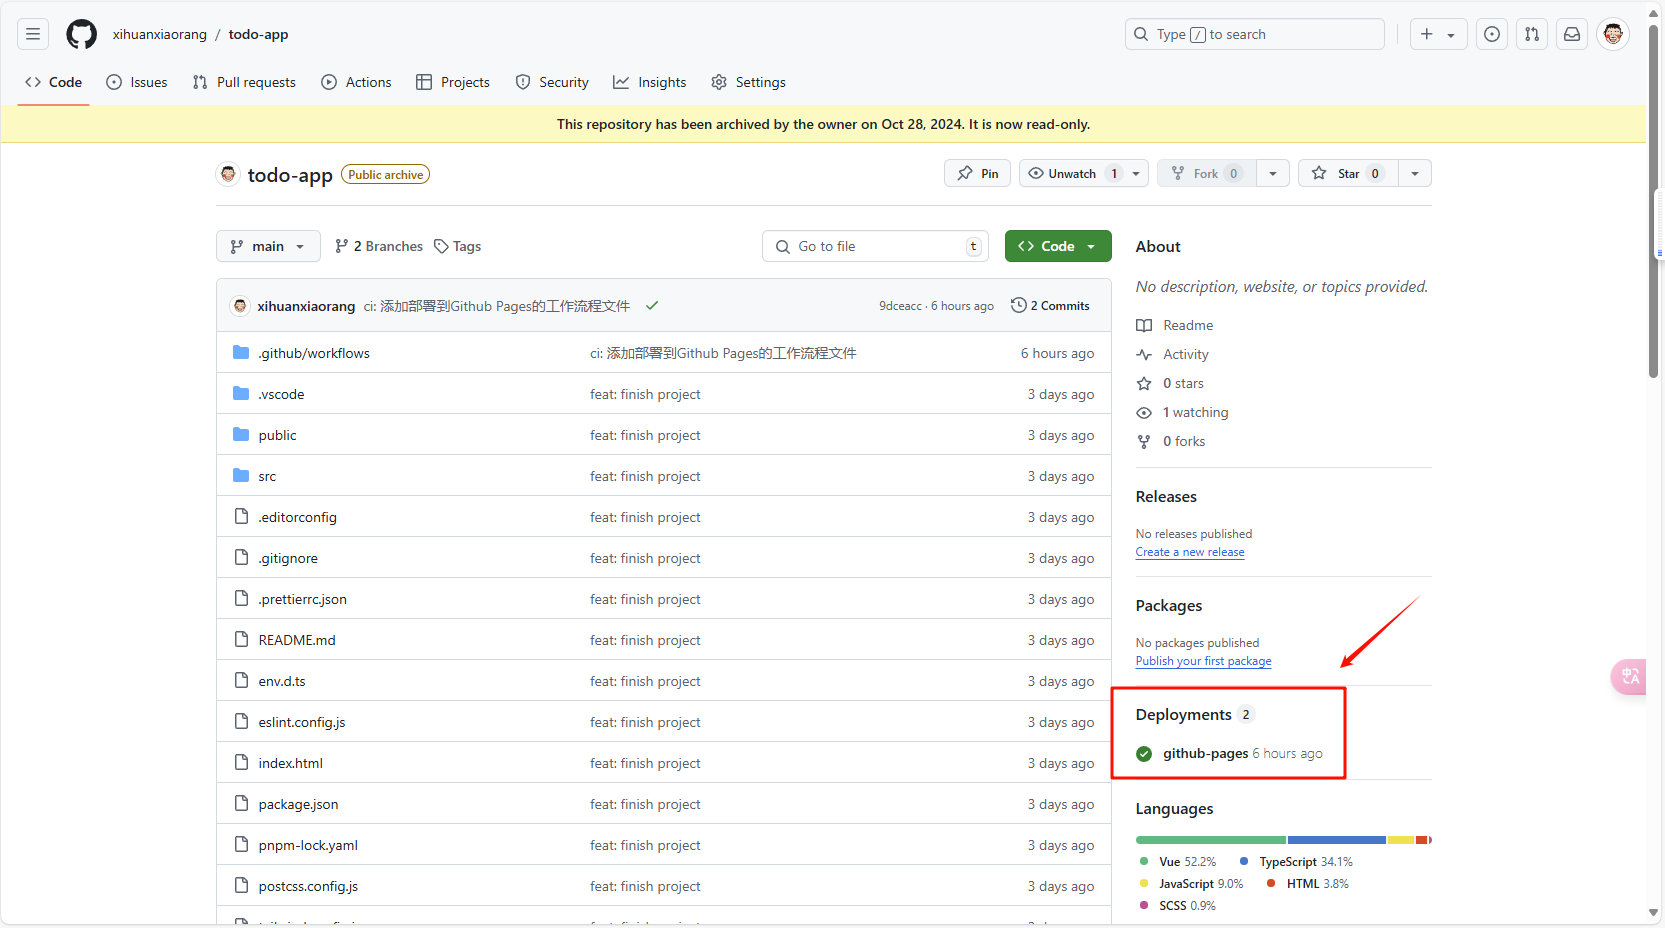 xihuanxiaorang / todo-app
Type / to search
Code Issues Pull requests Actions Projects Security Insights Settings
This repository has been archived by the owner on Oct 28, 2024. It is now read-only.
todo-app Public archive
Pin Unwatch 1 Fork 0 Star 0
main 2 Branches Tags Go to file t Code
xihuanxiaorang ci: 添加部署到Github Pages的工作流程文件 9dceacc · 6 hours ago 2 Commits
.github/workflows ci: 添加部署到Github Pages的工作流程文件 6 hours ago
.vscode feat: finish project 3 days ago
public feat: finish project 3 days ago
src feat: finish project 3 days ago
.editorconfig feat: finish project 3 days ago
.gitignore feat: finish project 3 days ago
.prettierrc.json feat: finish project 3 days ago
README.md feat: finish project 3 days ago
env.d.ts feat: finish project 3 days ago
eslint.config.js feat: finish project 3 days ago
index.html feat: finish project 3 days ago
package.json feat: finish project 3 days ago
pnpm-lock.yaml feat: finish project 3 days ago
postcss.config.js feat: finish project 3 days ago
About
No description, website, or topics provided.
Readme
Activity
0 stars
1 watching
0 forks
Releases
No releases published
Create a new release
Packages
No packages published
Publish your first package
Deployments 2
github-pages 6 hours ago
Languages
Vue 52.2% TypeScript 34.1%
JavaScript 9.0% HTML 3.8%
SCSS 0.9%
中A